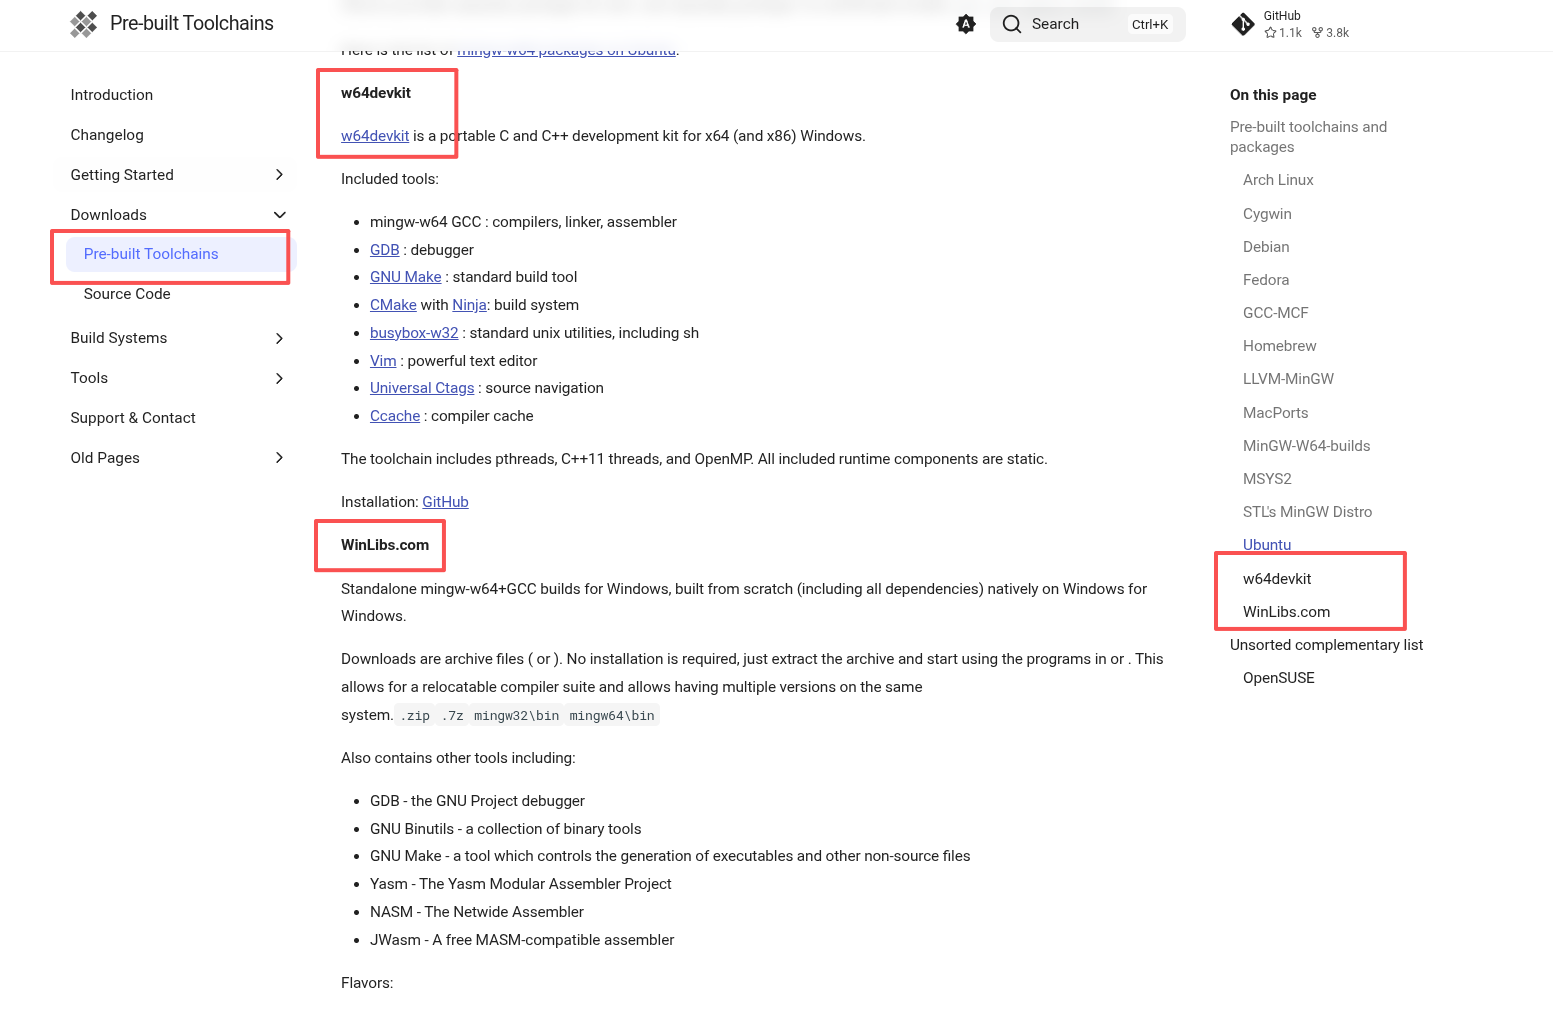 Pre-built Toolchains
Search
Ctrl+K
GitHub
1.1k 3.8k
Introduction
Changelog
Getting Started
Downloads
Pre-built Toolchains
Source Code
Build Systems
Tools
Support & Contact
Old Pages
Here is the list of mingw-w64 packages on Ubuntu.
w64devkit
w64devkit is a portable C and C++ development kit for x64 (and x86) Windows.
Included tools:
mingw-w64 GCC : compilers, linker, assembler
GDB : debugger
GNU Make : standard build tool
CMake with Ninja: build system
busybox-w32 : standard unix utilities, including sh
Vim : powerful text editor
Universal Ctags : source navigation
Ccache : compiler cache
The toolchain includes pthreads, C++11 threads, and OpenMP. All included runtime components are static.
Installation: GitHub
WinLibs.com
Standalone mingw-w64+GCC builds for Windows, built from scratch (including all dependencies) natively on Windows for
Windows.
Downloads are archive files ( or ). No installation is required, just extract the archive and start using the programs in or . This
allows for a relocatable compiler suite and allows having multiple versions on the same
system. .zip .7z mingw32\bin mingw64\bin
Also contains other tools including:
GDB - the GNU Project debugger
GNU Binutils - a collection of binary tools
GNU Make - a tool which controls the generation of executables and other non-source files
Yasm - The Yasm Modular Assembler Project
NASM - The Netwide Assembler
JWasm - A free MASM-compatible assembler
Flavors:
On this page
Pre-built toolchains and
packages
Arch Linux
Cygwin
Debian
Fedora
GCC-MCF
Homebrew
LLVM-MinGW
MacPorts
MinGW-W64-builds
MSYS2
STL's MinGW Distro
Ubuntu
w64devkit
WinLibs.com
Unsorted complementary list
OpenSUSE